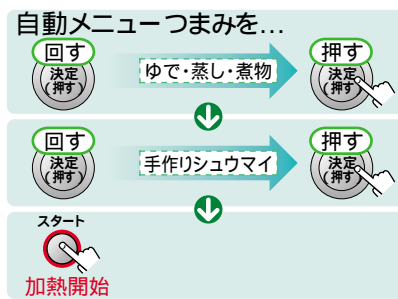 自動メニューつまみを…
回す
決定
(押す)
ゆで・蒸し・煮物
押す
決定
(押す)
回す
決定
(押す)
手作りシュウマイ
押す
決定
(押す)
スタート
加熱開始